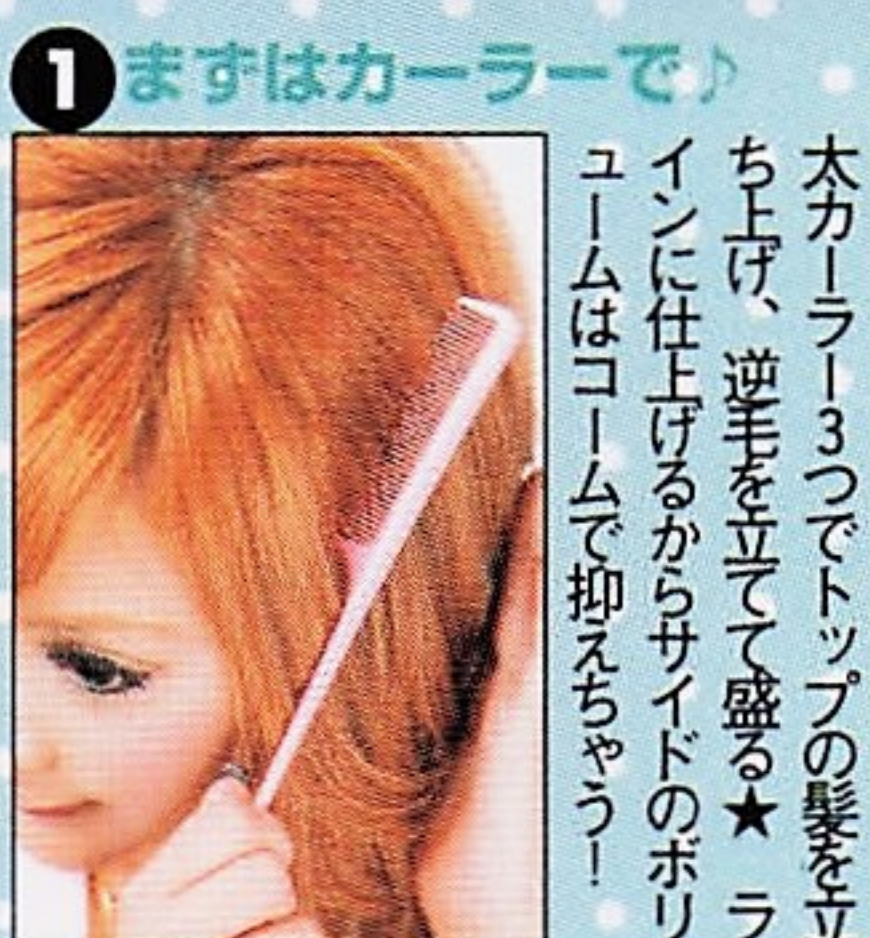 1 まずはカーラーで♪
太カーラー3つでトップの髪を立
ち上げ、逆毛を立てて盛る★ ラ
インに仕上げるからサイドのボリ
ュームはコームで抑えちゃう!